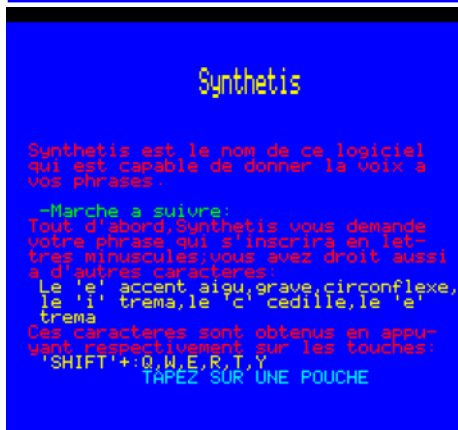 Synthetis
Synthetis est le nom de ce logiciel
qui est capable de donner la voix a
vos phrases.
-Marche a suivre:
Tout d'abord,Synthetis vous demande
votre phrase qui s'inscrira en let-
tres minuscules;vous avez droit aussi
a d'autres caracteres:
Le 'e' accent aigu,grave,circonflexe,
le 'i' trema,le 'c' cedille,le 'e'
trema
Ces caracteres sont obtenus en appu-
yant respectivement sur les touches:
'SHIFT'+:Q,W,E,R,T,Y
TAPEZ SUR UNE POUCHE